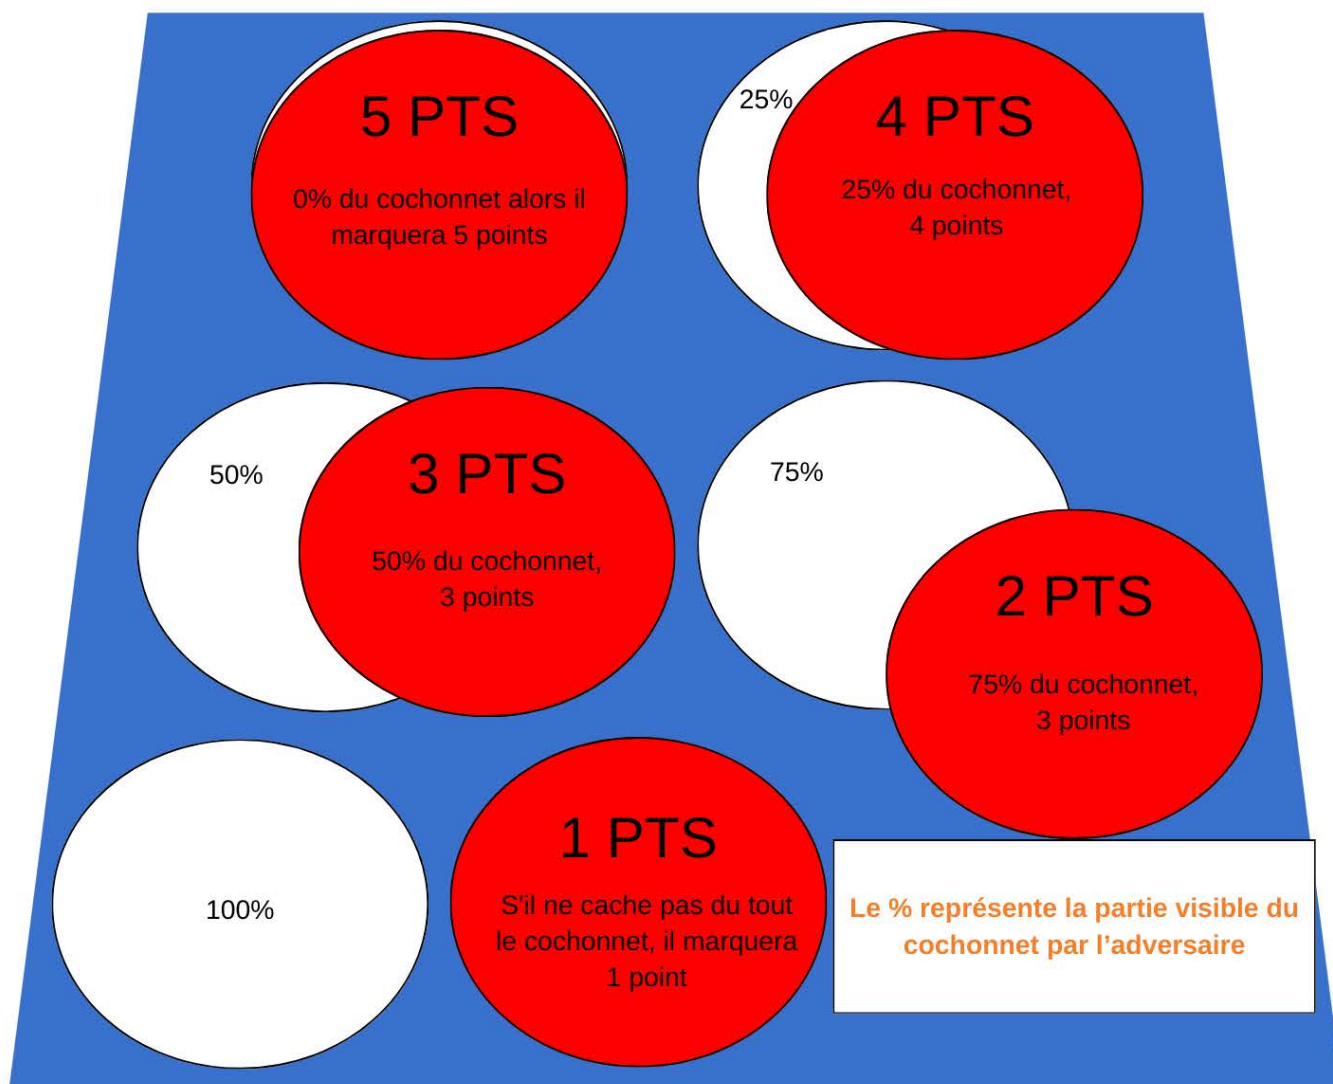 5 PTS
0% du cochonnet alors il
marquera 5 points
25%
4 PTS
25% du cochonnet,
4 points
50%
3 PTS
50% du cochonnet,
3 points
75%
2 PTS
75% du cochonnet,
3 points
100%
1 PTS
S'il ne cache pas du tout
le cochonnet, il marquera
1 point
Le % représente la partie visible du
cochonnet par l’adversaire